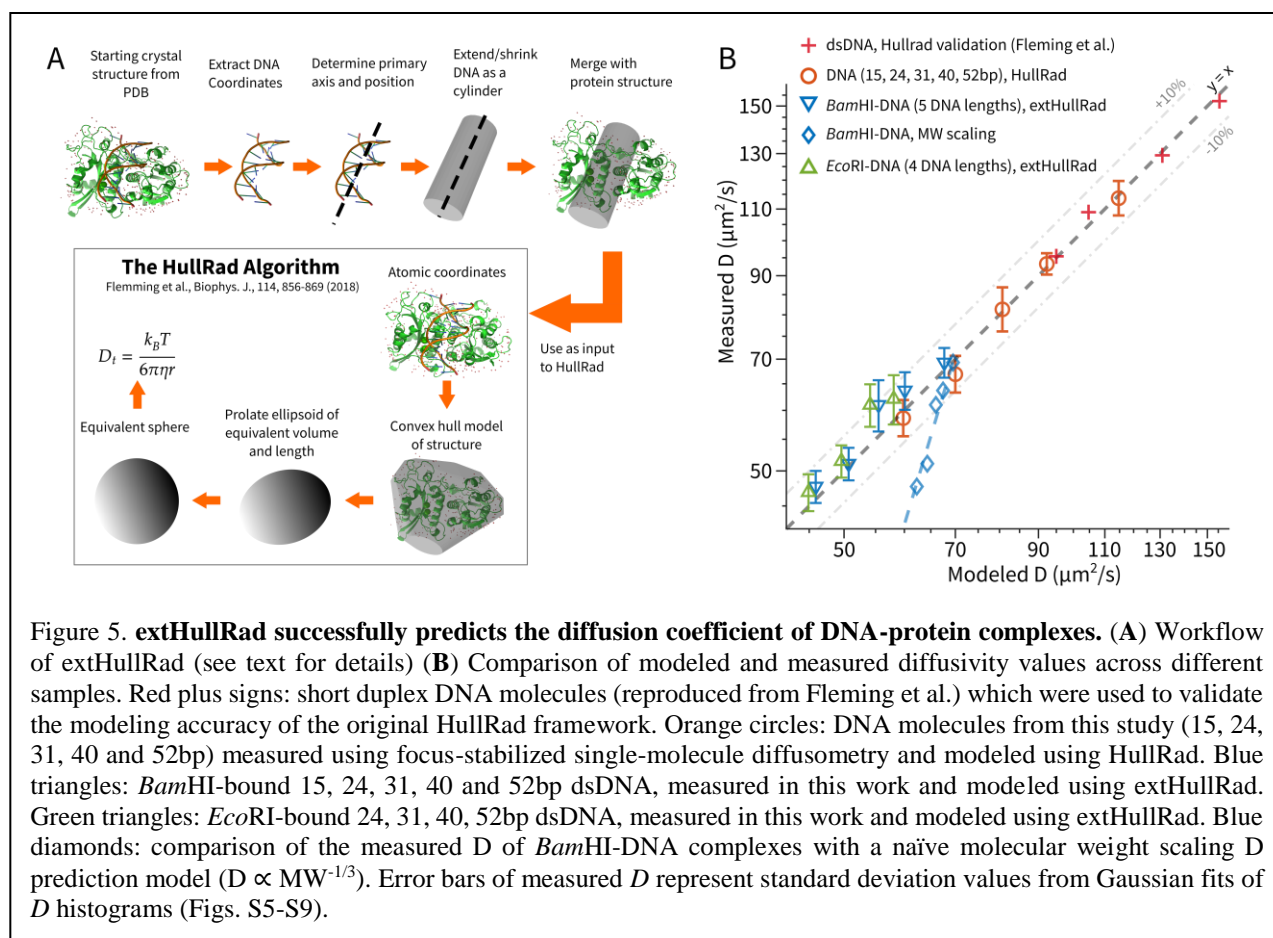 A
Starting crystal
structure from
PDB
Extract DNA
Coordinates
Determine primary
axis and position
Extend/shrink
DNA as a
cylinder
Merge with
protein structure
The HullRad Algorithm
Flemming et al., Biophys. J., 114, 856-869 (2018)
Atomic coordinates
Use as input
to HullRad
D_t = k_BT / 6πηr
Equivalent sphere
Prolate ellipsoid of
equivalent volume
and length
Convex hull model
of structure
B
dsDNA, Hullrad validation (Fleming et al.)
DNA (15, 24, 31, 40, 52bp), HullRad
BamHI-DNA (5 DNA lengths), extHullRad
BamHI-DNA, MW scaling
EcoRI-DNA (4 DNA lengths), extHullRad
+10%
y = x
-10%
Measured D (μm²/s)
150
130
110
90
70
50
50 70 90 110 130 150
Modeled D (μm²/s)
Figure 5. extHullRad successfully predicts the diffusion coefficient of DNA-protein complexes. (A) Workflow
of extHullRad (see text for details) (B) Comparison of modeled and measured diffusivity values across different
samples. Red plus signs: short duplex DNA molecules (reproduced from Fleming et al.) which were used to validate
the modeling accuracy of the original HullRad framework. Orange circles: DNA molecules from this study (15, 24,
31, 40 and 52bp) measured using focus-stabilized single-molecule diffusometry and modeled using HullRad. Blue
triangles: BamHI-bound 15, 24, 31, 40 and 52bp dsDNA, measured in this work and modeled using extHullRad.
Green triangles: EcoRI-bound 24, 31, 40, 52bp dsDNA, measured in this work and modeled using extHullRad. Blue
diamonds: comparison of the measured D of BamHI-DNA complexes with a naïve molecular weight scaling D
prediction model (D ∝ MW⁻¹ᐟ³). Error bars of measured D represent standard deviation values from Gaussian fits of
D histograms (Figs. S5-S9).